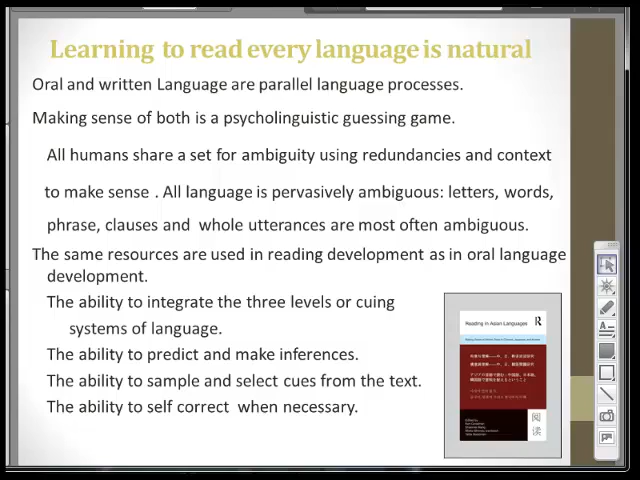 Learning to read every language is natural
Oral and written Language are parallel language processes.
Making sense of both is a psycholinguistic guessing game.
All humans share a set for ambiguity using redundancies and context
to make sense . All language is pervasively ambiguous: letters, words,
phrase, clauses and whole utterances are most often ambiguous.
The same resources are used in reading development as in oral language
development.
The ability to integrate the three levels or cuing
systems of language.
The ability to predict and make inferences.
The ability to sample and select cues from the text.
The ability to self correct when necessary.
Reading in Asian Languages
R
阅
读